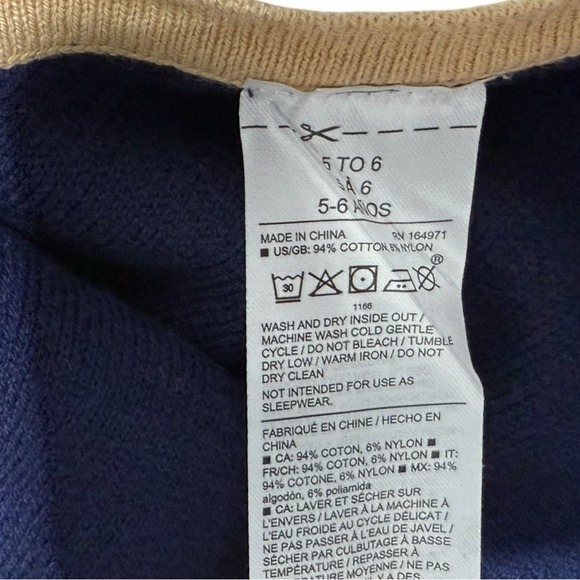 5 TO 6
5 À 6
5-6 AÑOS
MADE IN CHINA RN 164971
■ US/GB: 94% COTTON, 6% NYLON
30
®
1166
WASH AND DRY INSIDE OUT /
MACHINE WASH COLD GENTLE
CYCLE / DO NOT BLEACH / TUMBLE
DRY LOW / WARM IRON / DO NOT
DRY CLEAN
NOT INTENDED FOR USE AS
SLEEPWEAR.
FABRIQUÉ EN CHINE / HECHO EN
CHINA
■ CA: 94% COTON, 6% NYLON ■
FR/CH: 94% COTON, 6% NYLON ■ IT:
94% COTONE, 6% NYLON ■ MX: 94%
algodón, 6% poliamida
■ CA: LAVER ET SÉCHER SUR
L'ENVERS / LAVER À LA MACHINE À
L'EAU FROIDE AU CYCLE DÉLICAT /
NE PAS PASSER À L'EAU DE JAVEL /
SÉCHER PAR CULBUTAGE À BASSE
TEMPÉRATURE / REPASSER À
TEMPÉRATURE MOYENNE / NE PAS